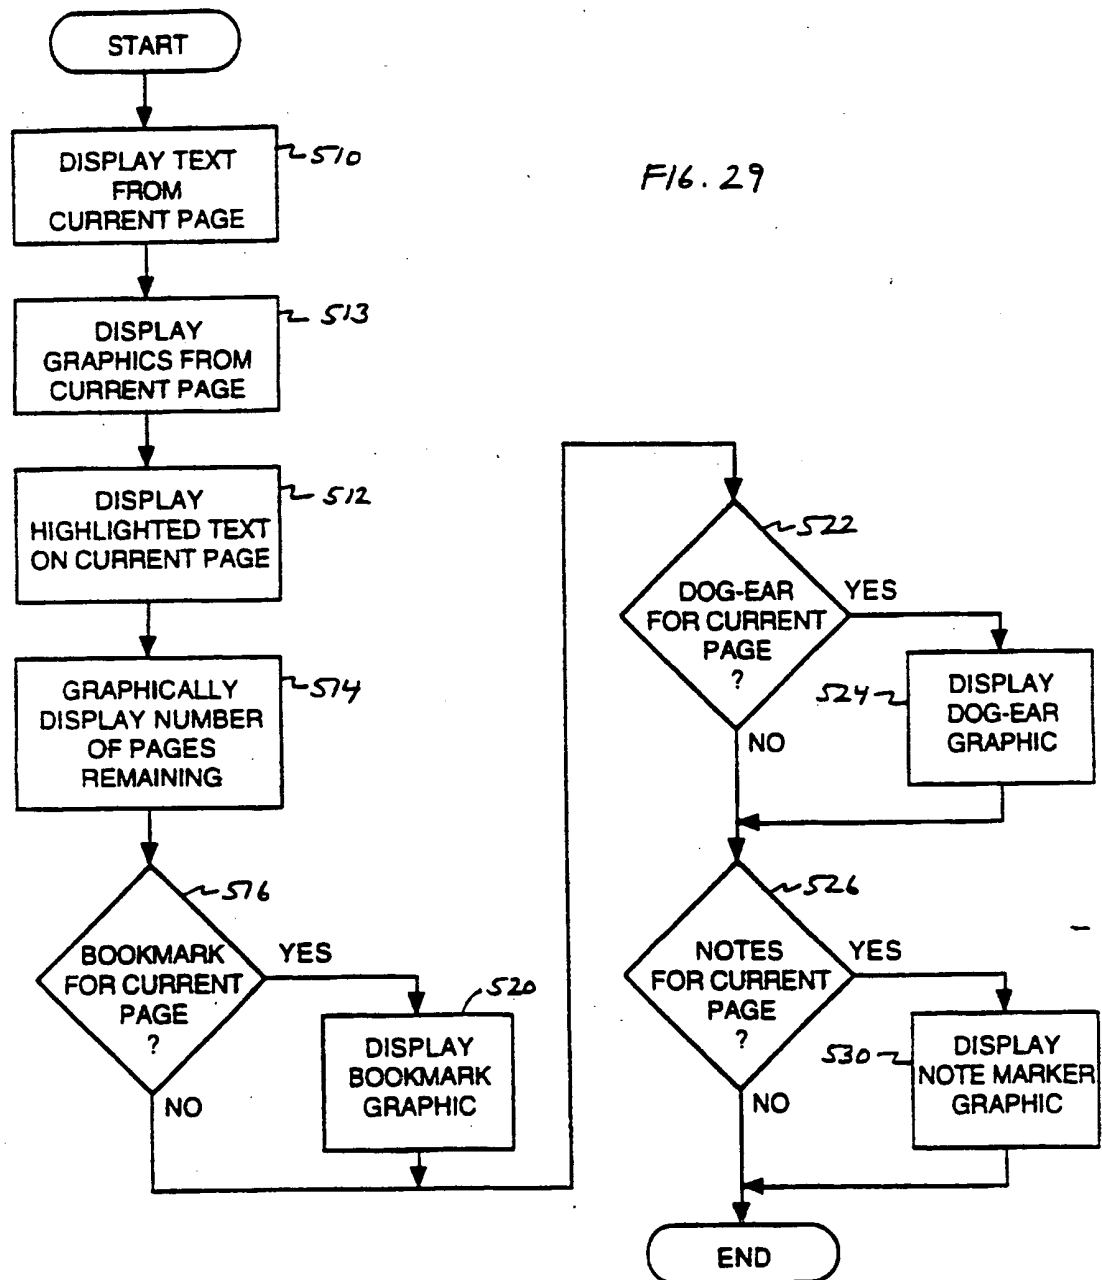 START
DISPLAY TEXT
FROM
CURRENT PAGE
510
FIG. 29
DISPLAY
GRAPHICS FROM
CURRENT PAGE
513
DISPLAY
HIGHLIGHTED TEXT
ON CURRENT PAGE
512
GRAPHICALLY
DISPLAY NUMBER
OF PAGES
REMAINING
514
BOOKMARK
FOR CURRENT
PAGE
?
516
YES
NO
DISPLAY
BOOKMARK
GRAPHIC
520
DOG-EAR
FOR CURRENT
PAGE
?
522
YES
NO
DISPLAY
DOG-EAR
GRAPHIC
524
NOTES
FOR CURRENT
PAGE
?
526
YES
NO
DISPLAY
NOTE MARKER
GRAPHIC
530
END